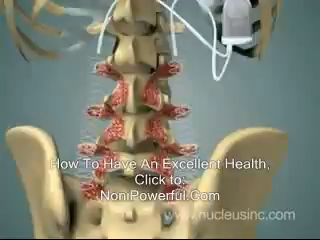 How To Have An Excellent Health,
Click to:
NoniPowerful.Com
www.nucleusinc.com